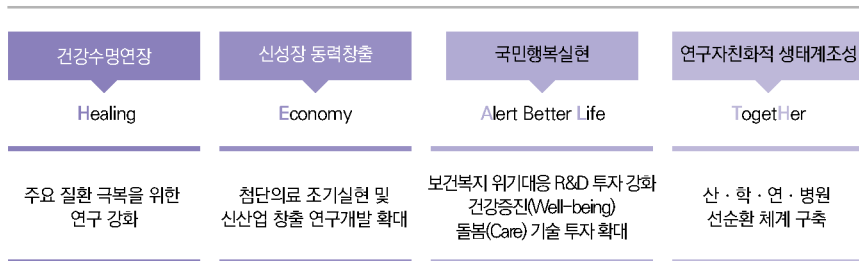 건강수명연장
Healing
주요 질환 극복을 위한
연구 강화
신성장 동력창출
Economy
첨단의료 조기실현 및
신산업 창출 연구개발 확대
국민행복실현
Alert Better Life
보건복지 위기대응 R&D 투자 강화
건강증진(Well-being)
돌봄(Care) 기술 투자 확대
연구자친화적 생태계조성
TogetHer
산 · 학 · 연 · 병원
선순환 체계 구축